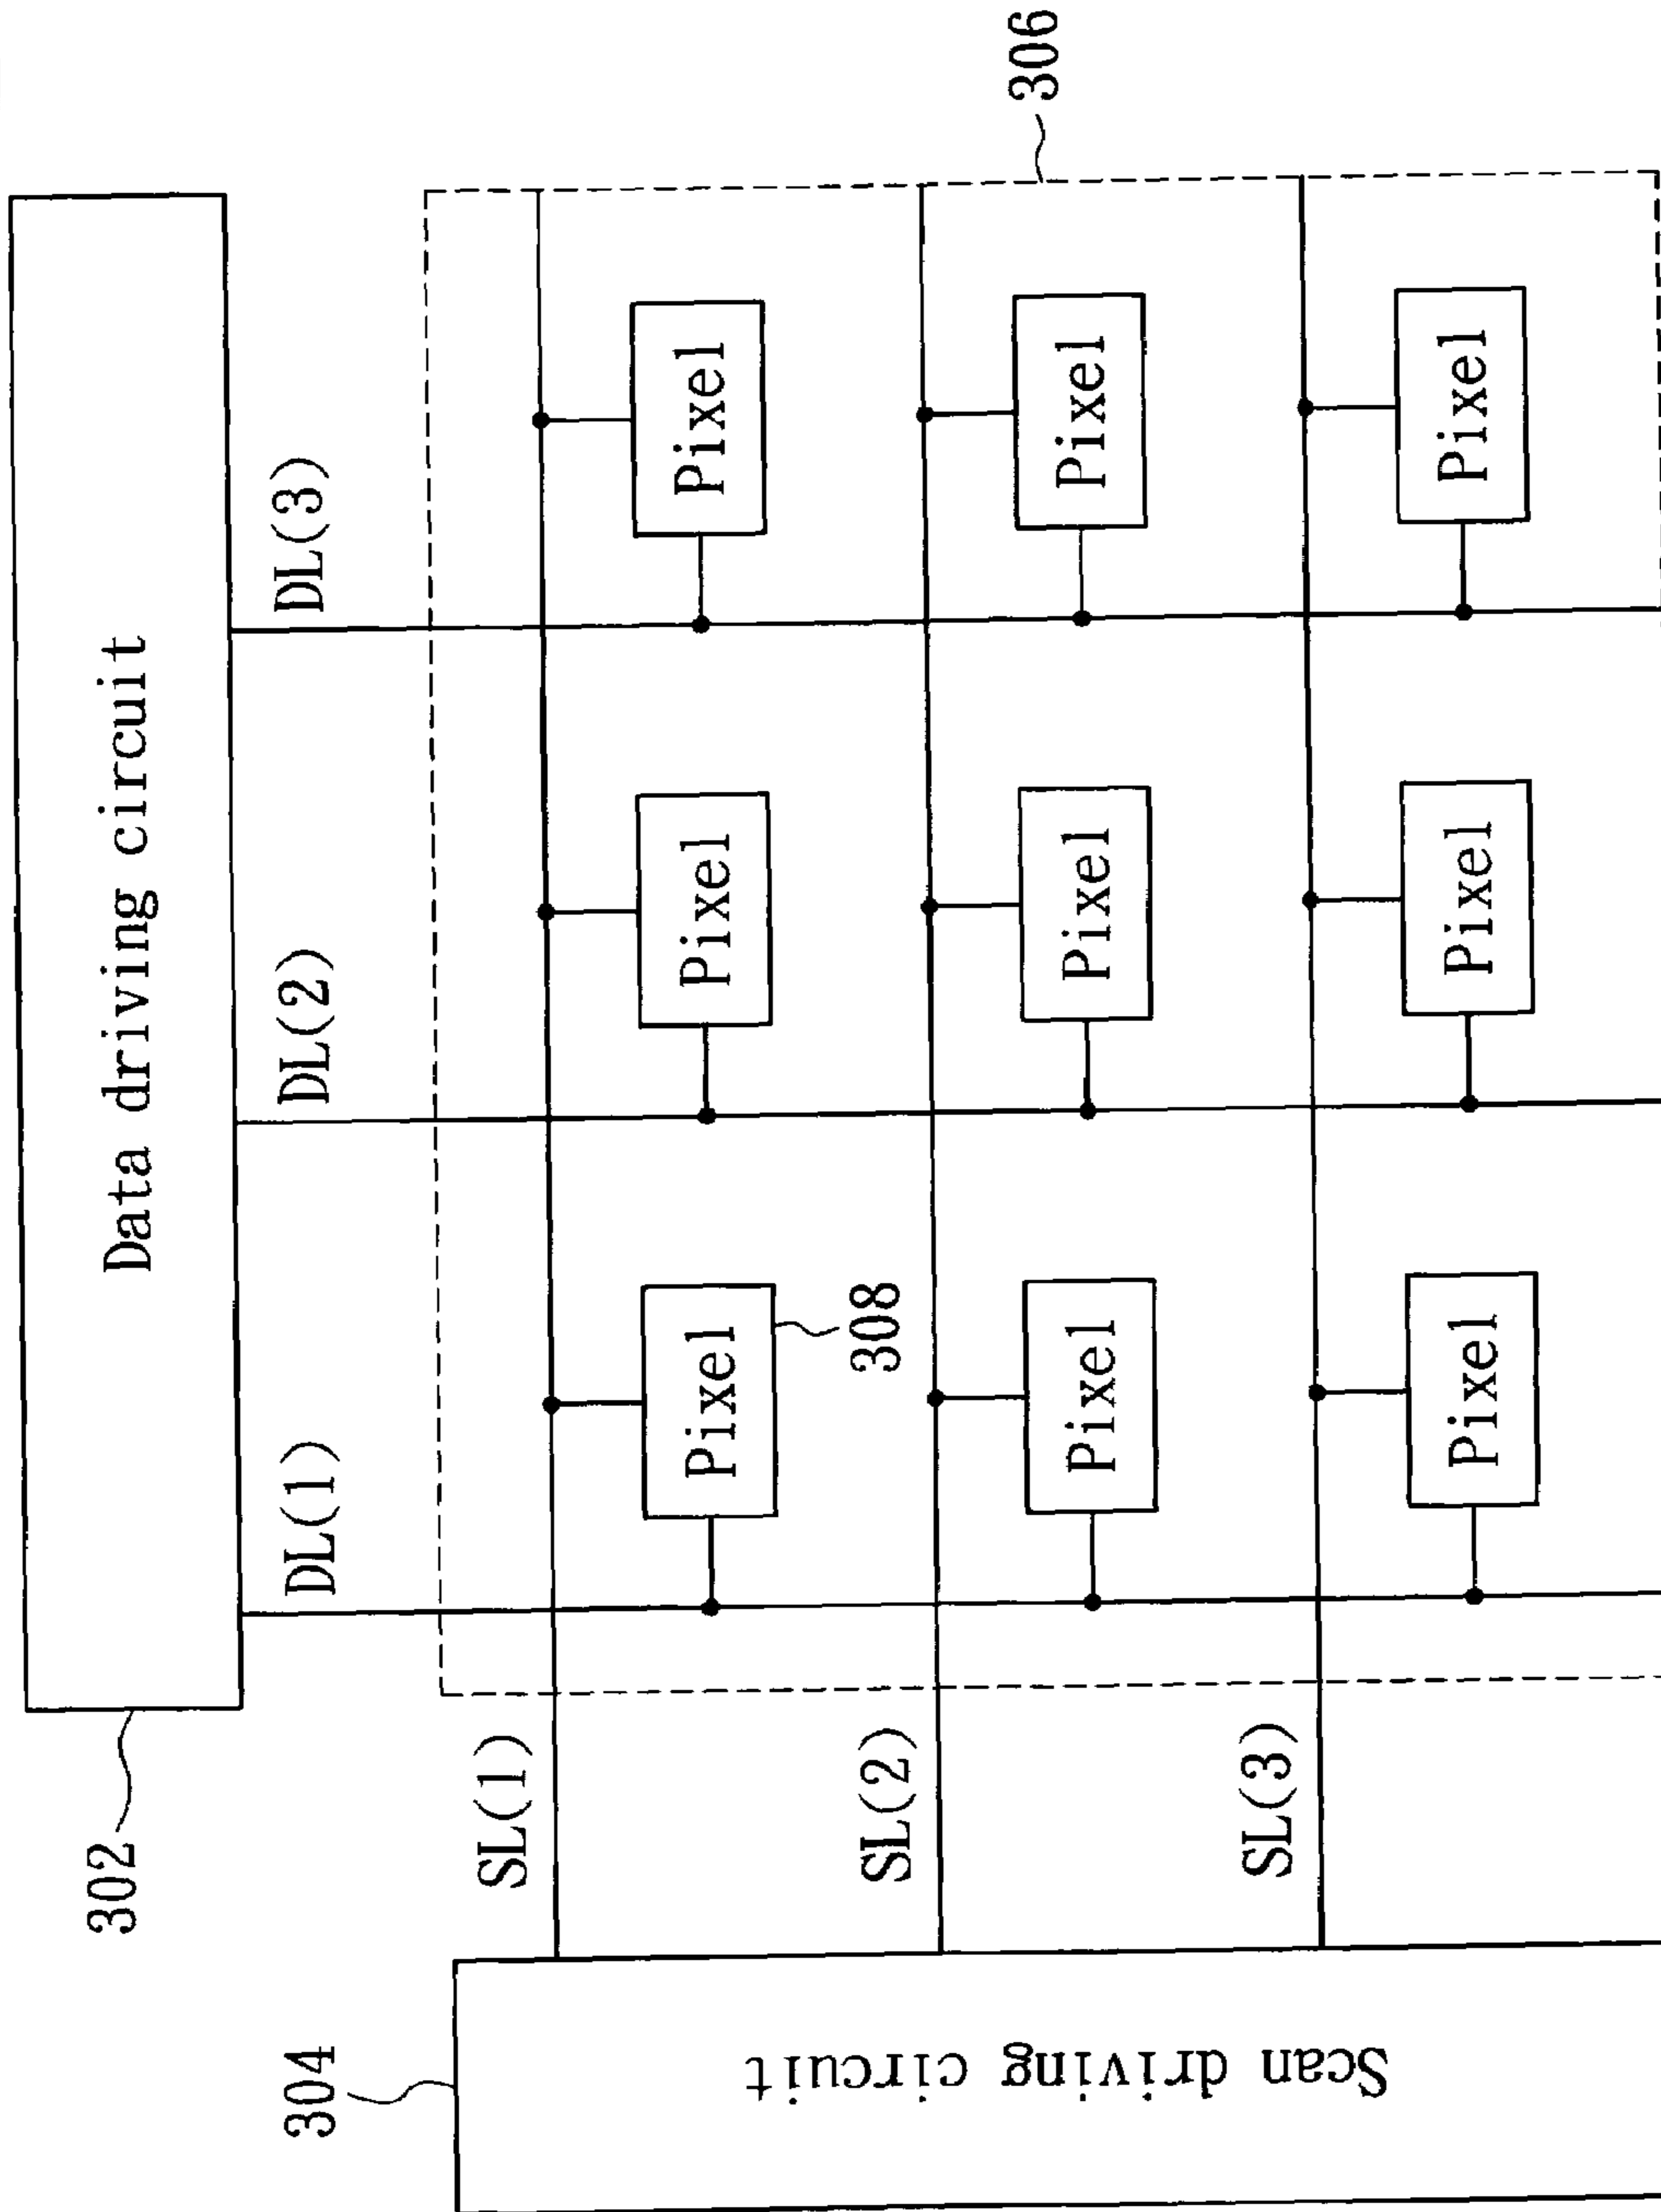 302
Data driving circuit
DL(1)
DL(2)
DL(3)
304
SL(1)
SL(2)
SL(3)
Scan driving circuit
306
Pixel
Pixel
Pixel
308
Pixel
Pixel
Pixel
Pixel
Pixel
Pixel